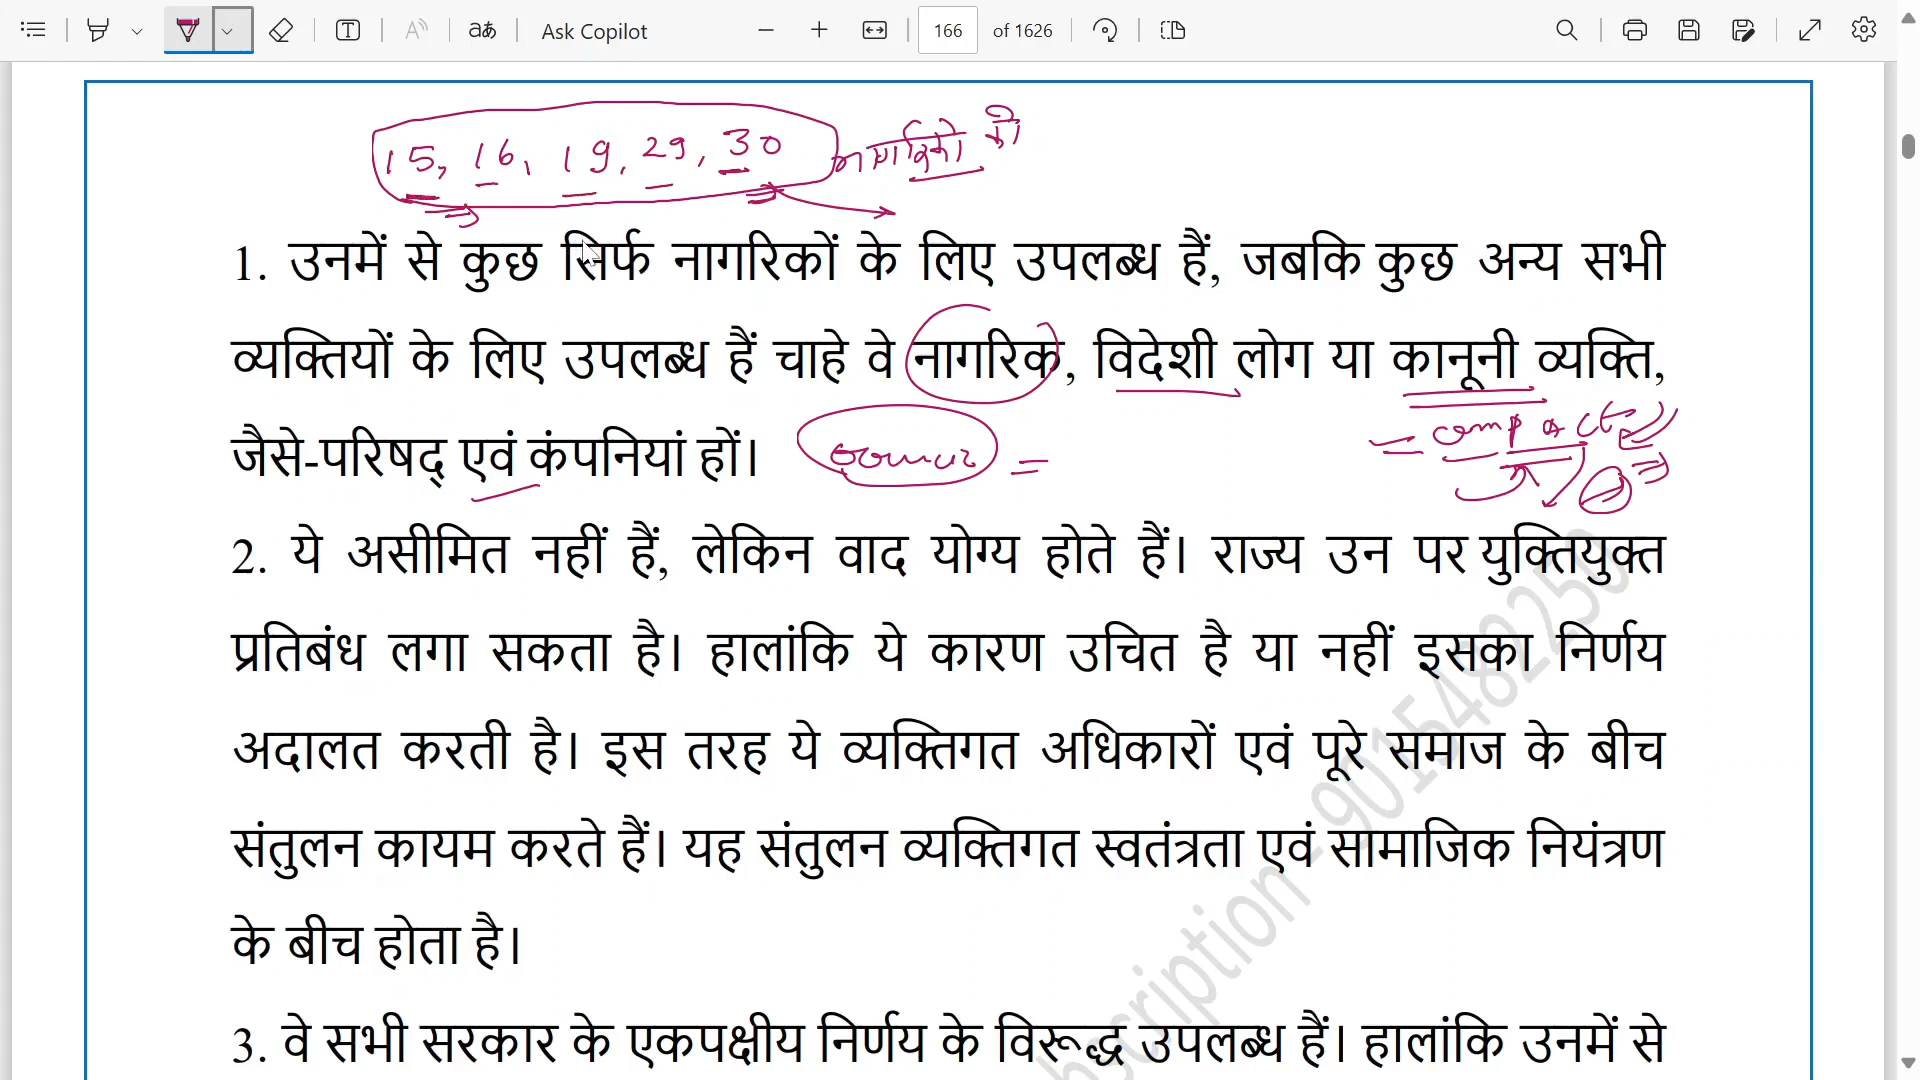 Ask Copilot
166 of 1626
15, 16, 19, 29, 30
1. उनमें से कुछ सिर्फ नागरिकों के लिए उपलब्ध हैं, जबकि कुछ अन्य सभी
व्यक्तियों के लिए उपलब्ध हैं चाहे वे नागरिक, विदेशी लोग या कानूनी व्यक्ति,
जैसे-परिषद् एवं कंपनियां हों।
2. ये असीमित नहीं हैं, लेकिन वाद योग्य होते हैं। राज्य उन पर युक्तियुक्त
प्रतिबंध लगा सकता है। हालांकि ये कारण उचित है या नहीं इसका निर्णय
अदालत करती है। इस तरह ये व्यक्तिगत अधिकारों एवं पूरे समाज के बीच
संतुलन कायम करते हैं। यह संतुलन व्यक्तिगत स्वतंत्रता एवं सामाजिक नियंत्रण
के बीच होता है।
3. वे सभी सरकार के एकपक्षीय निर्णय के विरूद्ध उपलब्ध हैं। हालांकि उनमें से
bscription - 9015482250